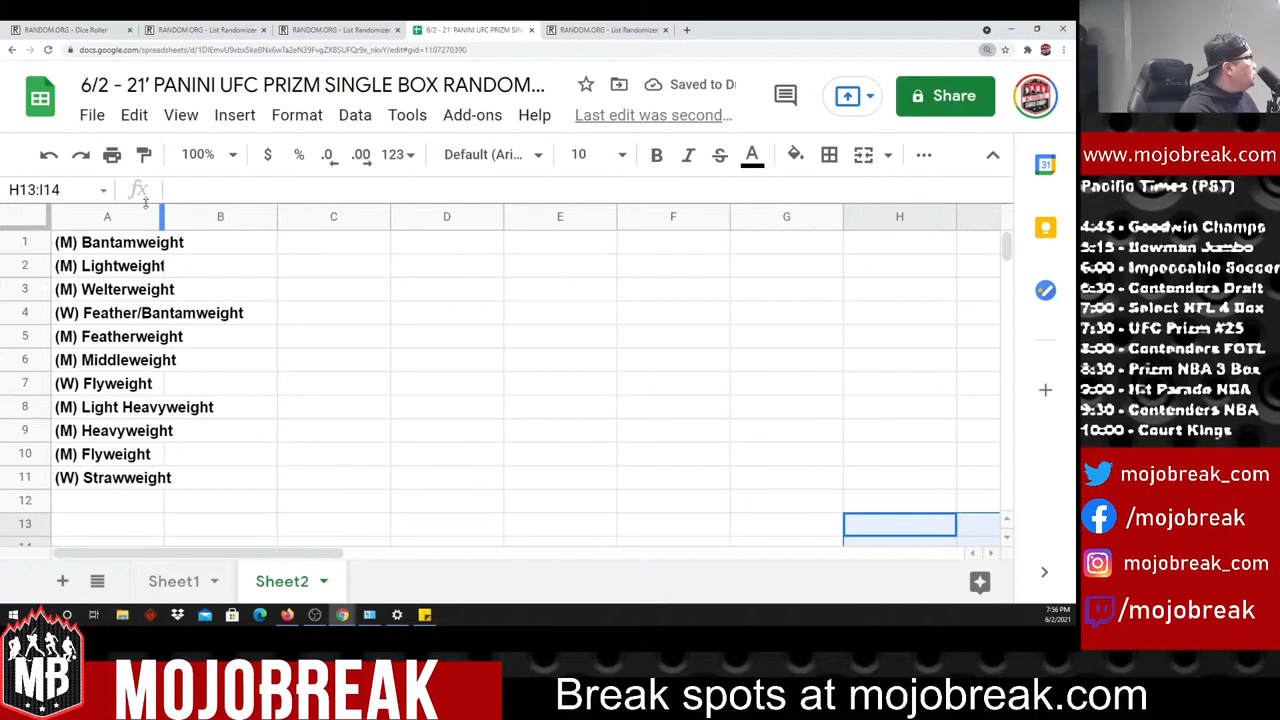 RANDOM.ORG - Dice Roller
RANDOM.ORG - List Randomizer
RANDOM.ORG - List Randomizer
6/2 - 21' PANINI UFC PRIZM SIN
RANDOM.ORG - List Randomizer
6/2 - 21' PANINI UFC PRIZM SINGLE BOX RANDOM...
Saved to Dr
Share
File Edit View Insert Format Data Tools Add-ons Help
Last edit was second...
100% $ % .0 .00 123 Default (Ari... 10 B I S A
H13:I14 fx
A B C D E F G H
1 (M) Bantamweight
2 (M) Lightweight
3 (M) Welterweight
4 (W) Feather/Bantamweight
5 (M) Featherweight
6 (M) Middleweight
7 (W) Flyweight
8 (M) Light Heavyweight
9 (M) Heavyweight
10 (M) Flyweight
11 (W) Strawweight
12
13
Sheet1 Sheet2
7:56 PM
6/2/2021
www.mojobreak.com
Pacific Times (PST)
4:45 - Goodwin Champs
5:15 - Bowman Jumbo
6:00 - Impeccable Soccer
6:30 - Contenders Draft
7:00 - Select NFL 4 Box
7:30 - UFC Prizm #25
8:00 - Contenders FOTL
8:30 - Prizm NBA 3 Box
9:00 - Hit Parade NBA
9:30 - Contenders NBA
10:00 - Court Kings
mojobreak_com
/mojobreak
mojobreak_com
/mojobreak
MB
MOJOBREAK
Break spots at mojobreak.com